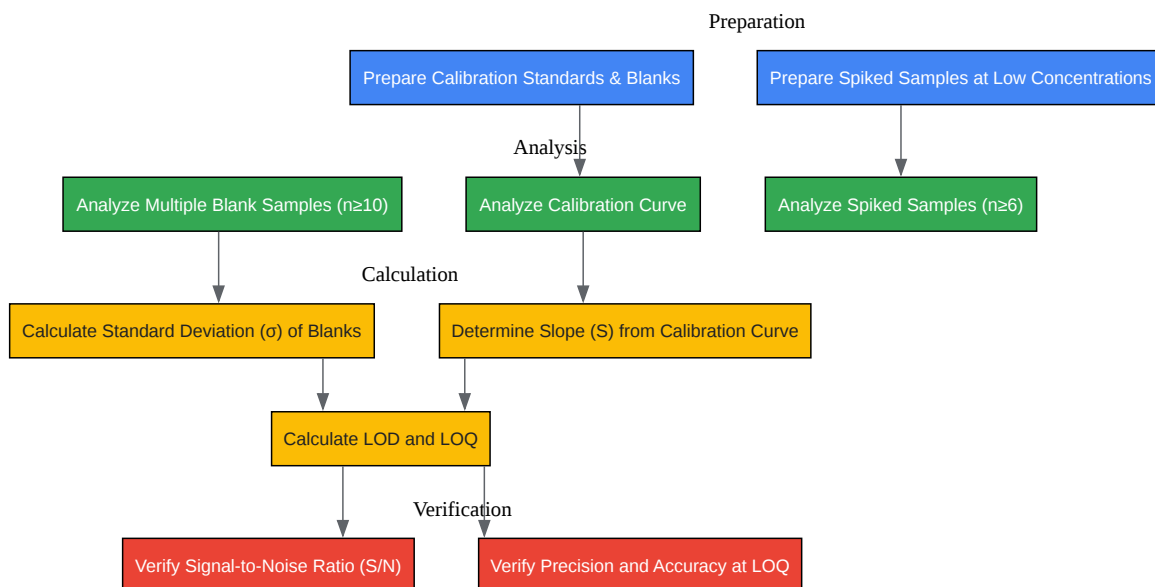 Preparation
Prepare Calibration Standards & Blanks
Prepare Spiked Samples at Low Concentrations
Analysis
Analyze Multiple Blank Samples (n≥10)
Analyze Calibration Curve
Analyze Spiked Samples (n≥6)
Calculation
Calculate Standard Deviation (σ) of Blanks
Determine Slope (S) from Calibration Curve
Calculate LOD and LOQ
Verification
Verify Signal-to-Noise Ratio (S/N)
Verify Precision and Accuracy at LOQ